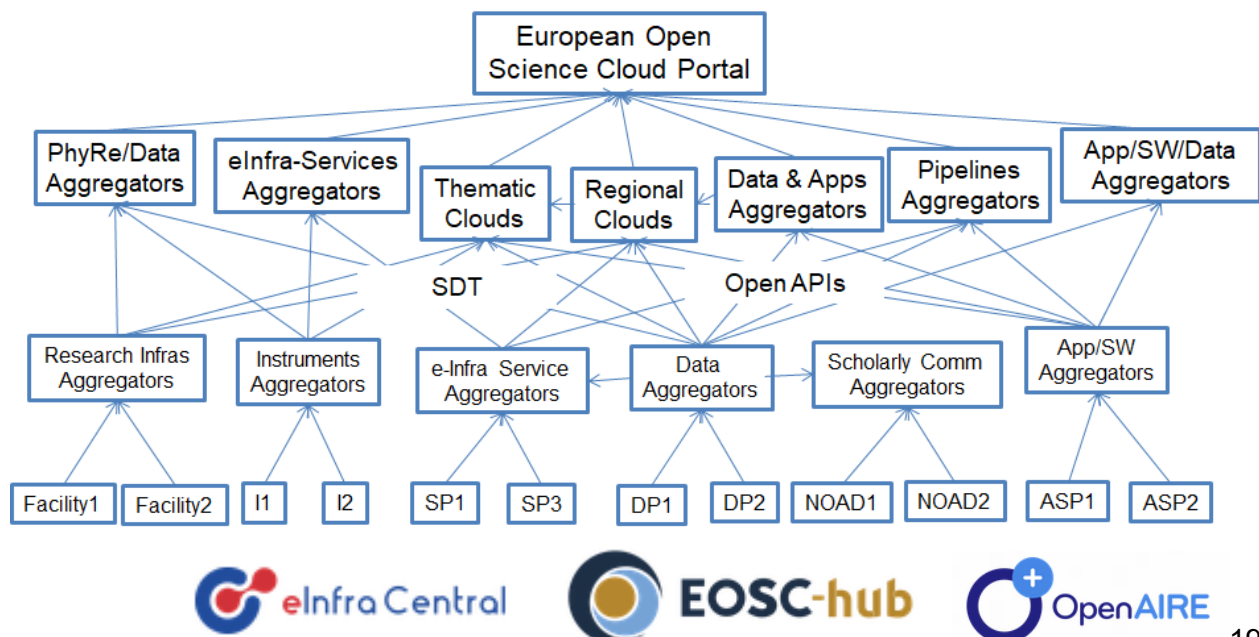 European Open
Science Cloud Portal
PhyRe/Data
Aggregators
eInfra-Services
Aggregators
Thematic
Clouds
Regional
Clouds
Data & Apps
Aggregators
Pipelines
Aggregators
App/SW/Data
Aggregators
SDT
Open APIs
Research Infras
Aggregators
Instruments
Aggregators
e-Infra Service
Aggregators
Data
Aggregators
Scholarly Comm
Aggregators
App/SW
Aggregators
Facility1
Facility2
I1
I2
SP1
SP3
DP1
DP2
NOAD1
NOAD2
ASP1
ASP2
eInfraCentral
EOSC-hub
OpenAIRE